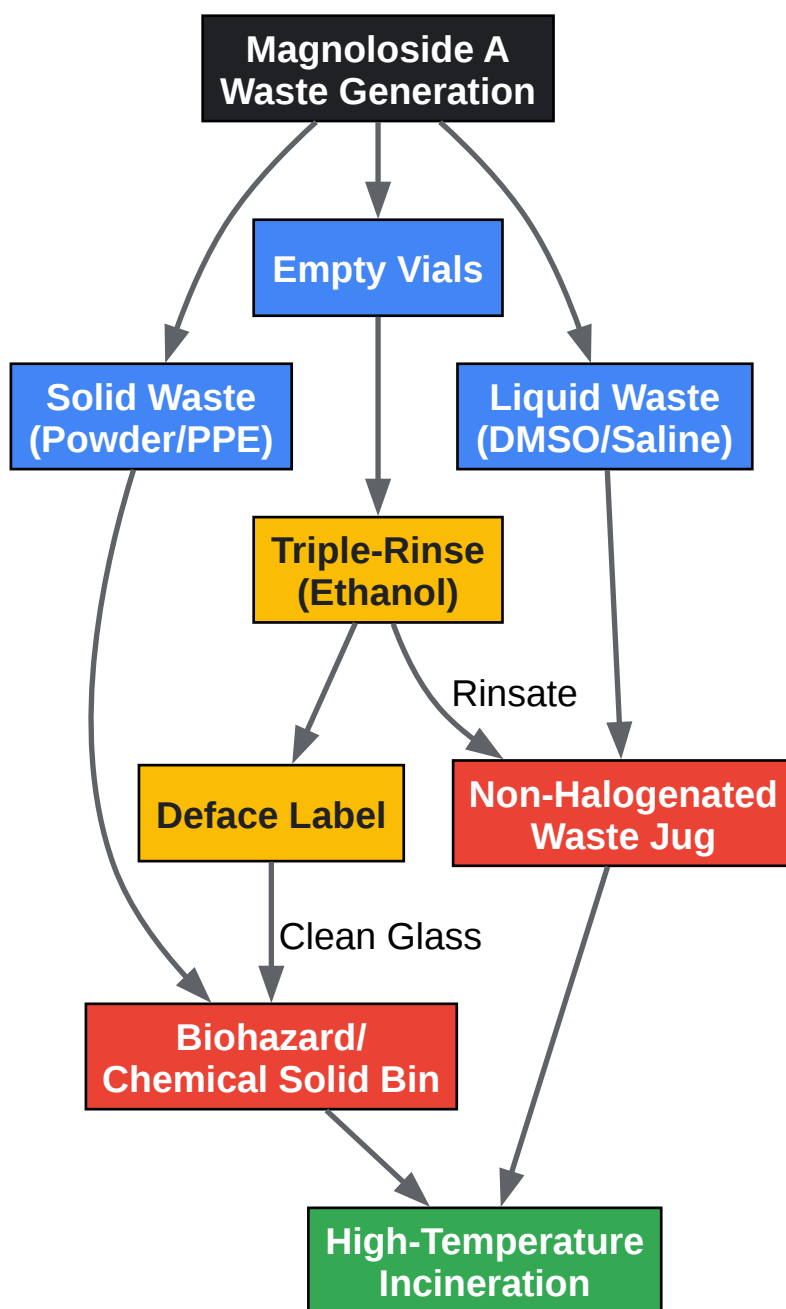 Magnoloside A
Waste Generation
Empty Vials
Solid Waste
(Powder/PPE)
Liquid Waste
(DMSO/Saline)
Triple-Rinse
(Ethanol)
Rinsate
Deface Label
Non-Halogenated
Waste Jug
Clean Glass
Biohazard/
Chemical Solid Bin
High-Temperature
Incineration